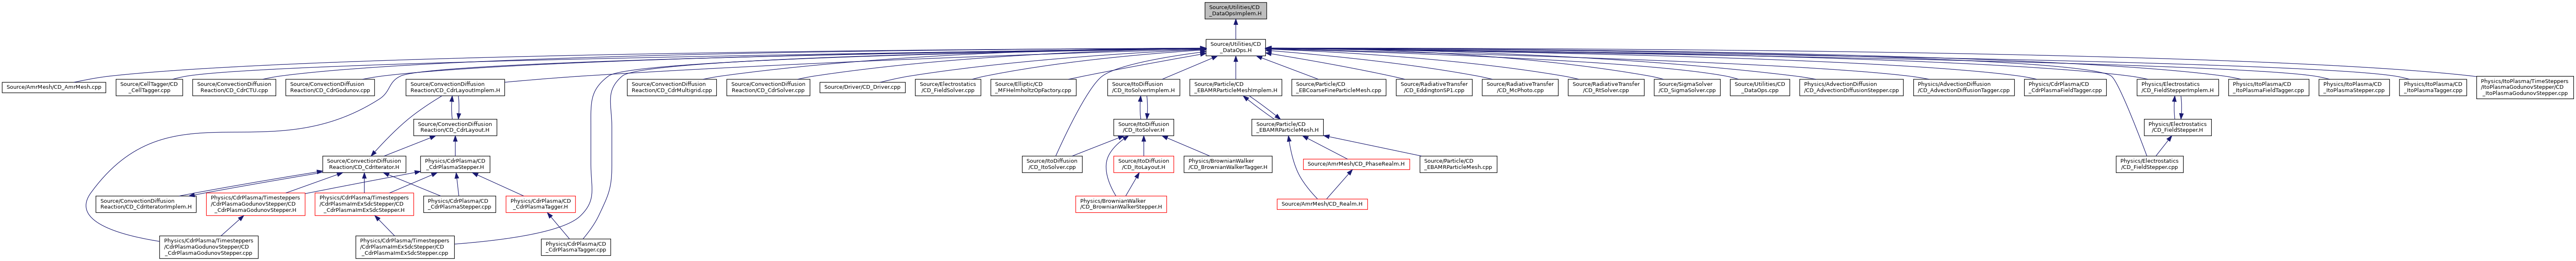 Source/Utilities/CD
_DataOpsImplem.H
Source/Utilities/CD
_DataOps.H
Source/AmrMesh/CD_AmrMesh.cpp
Source/CellTagger/CD
_CellTagger.cpp
Source/ConvectionDiffusion
Reaction/CD_CdrCTU.cpp
Source/ConvectionDiffusion
Reaction/CD_CdrGodunov.cpp
Source/ConvectionDiffusion
Reaction/CD_CdrLayoutImplem.H
Source/ConvectionDiffusion
Reaction/CD_CdrMultigrid.cpp
Source/ConvectionDiffusion
Reaction/CD_CdrSolver.cpp
Source/Driver/CD_Driver.cpp
Source/Electrostatics
/CD_FieldSolver.cpp
Source/Elliptic/CD
_MFHelmholtzOpFactory.cpp
Source/ItoDiffusion
/CD_ItoSolverImplem.H
Source/Particle/CD
_EBAMRParticleMeshImplem.H
Source/Particle/CD
_EBCoarseFineParticleMesh.cpp
Source/RadiativeTransfer
/CD_EddingtonSP1.cpp
Source/RadiativeTransfer
/CD_McPhoto.cpp
Source/RadiativeTransfer
/CD_RtSolver.cpp
Source/SigmaSolver
/CD_SigmaSolver.cpp
Source/Utilities/CD
_DataOps.cpp
Physics/AdvectionDiffusion
/CD_AdvectionDiffusionStepper.cpp
Physics/AdvectionDiffusion
/CD_AdvectionDiffusionTagger.cpp
Physics/CdrPlasma/CD
_CdrPlasmaFieldTagger.cpp
Physics/Electrostatics
/CD_FieldStepperImplem.H
Physics/ItoPlasma/CD
_ItoPlasmaFieldTagger.cpp
Physics/ItoPlasma/CD
_ItoPlasmaStepper.cpp
Physics/ItoPlasma/CD
_ItoPlasmaTagger.cpp
Physics/ItoPlasma/TimeSteppers
/ItoPlasmaGodunovStepper/CD
_ItoPlasmaGodunovStepper.cpp
Source/ConvectionDiffusion
Reaction/CD_CdrLayout.H
Source/ItoDiffusion
/CD_ItoSolver.H
Source/Particle/CD
_EBAMRParticleMesh.H
Physics/Electrostatics
/CD_FieldStepper.H
Source/ConvectionDiffusion
Reaction/CD_CdrIterator.H
Physics/CdrPlasma/CD
_CdrPlasmaStepper.H
Source/ItoDiffusion
/CD_ItoSolver.cpp
Source/ItoDiffusion
/CD_ItoLayout.H
Physics/BrownianWalker
/CD_BrownianWalkerTagger.cpp
Source/AmrMesh/CD_PhaseRealm.H
Source/Particle/CD
_EBAMRParticleMesh.cpp
Physics/Electrostatics
/CD_FieldStepper.cpp
Source/ConvectionDiffusion
Reaction/CD_CdrIteratorImplem.H
Physics/CdrPlasma/Timesteppers
/CdrPlasmaGodunovStepper/CD
_CdrPlasmaGodunovStepper.H
Physics/CdrPlasma/Timesteppers
/CdrPlasmaImExSdcStepper/CD
_CdrPlasmaImExSdcStepper.H
Physics/CdrPlasma/CD
_CdrPlasmaStepper.cpp
Physics/CdrPlasma/CD
_CdrPlasmaTagger.H
Physics/BrownianWalker
/CD_BrownianWalkerStepper.H
Source/AmrMesh/CD_Realm.H
Physics/CdrPlasma/Timesteppers
/CdrPlasmaGodunovStepper/CD
_CdrPlasmaGodunovStepper.cpp
Physics/CdrPlasma/Timesteppers
/CdrPlasmaImExSdcStepper/CD
_CdrPlasmaImExSdcStepper.cpp
Physics/CdrPlasma/CD
_CdrPlasmaTagger.cpp